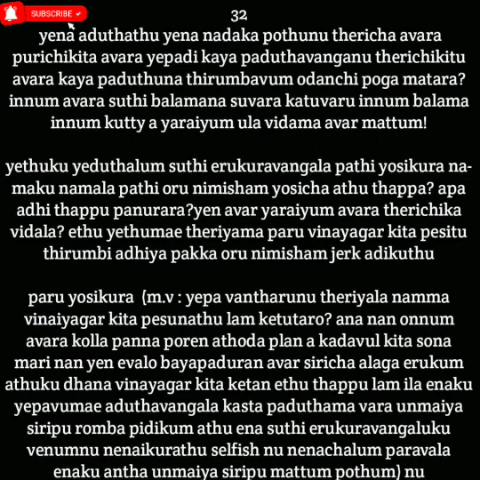 SUBSCRIBE
32
yena aduthathu yena nadaka pothunu thericha avara
purichikita avara yepadi kaya paduthavanganu therichikitu
avara kaya paduthuna thirumbavum odanchi poga matara?
innum avara suthi balamana suvara katuvaru innum balama
innum kutty a yaraiyum ula vidama avar mattum!
yethuku yeduthalum suthi erukuravangala pathi yosikura na-
maku namala pathi oru nimisham yosicha athu thappa? apa
adhi thappu panurara?yen avar yaraiyum avara therichika
vidala? ethu yethumae theriyama paru vinayagar kita pesitu
thirumbi adhiya pakka oru nimisham jerk adikuthu
paru yosikura (m.v : yepa vantharunu theriyala namma
vinaiyagar kita pesunathu lam ketutaro? ana nan onnum
avara kolla panna poren athoda plan a kadavul kita sona
mari nan yen evalo bayapaduran avar siricha alaga erukum
athuku dhana vinayagar kita ketan ethu thappu lam ila enaku
yepavumae aduthavangala kasta paduthama vara unmaiya
siripu romba pidikum athu ena suthi erukuravangaluku
venumnu nenaikurathu selfish nu nenachalum paravala
enaku antha unmaiya siripu mattum pothum) nu